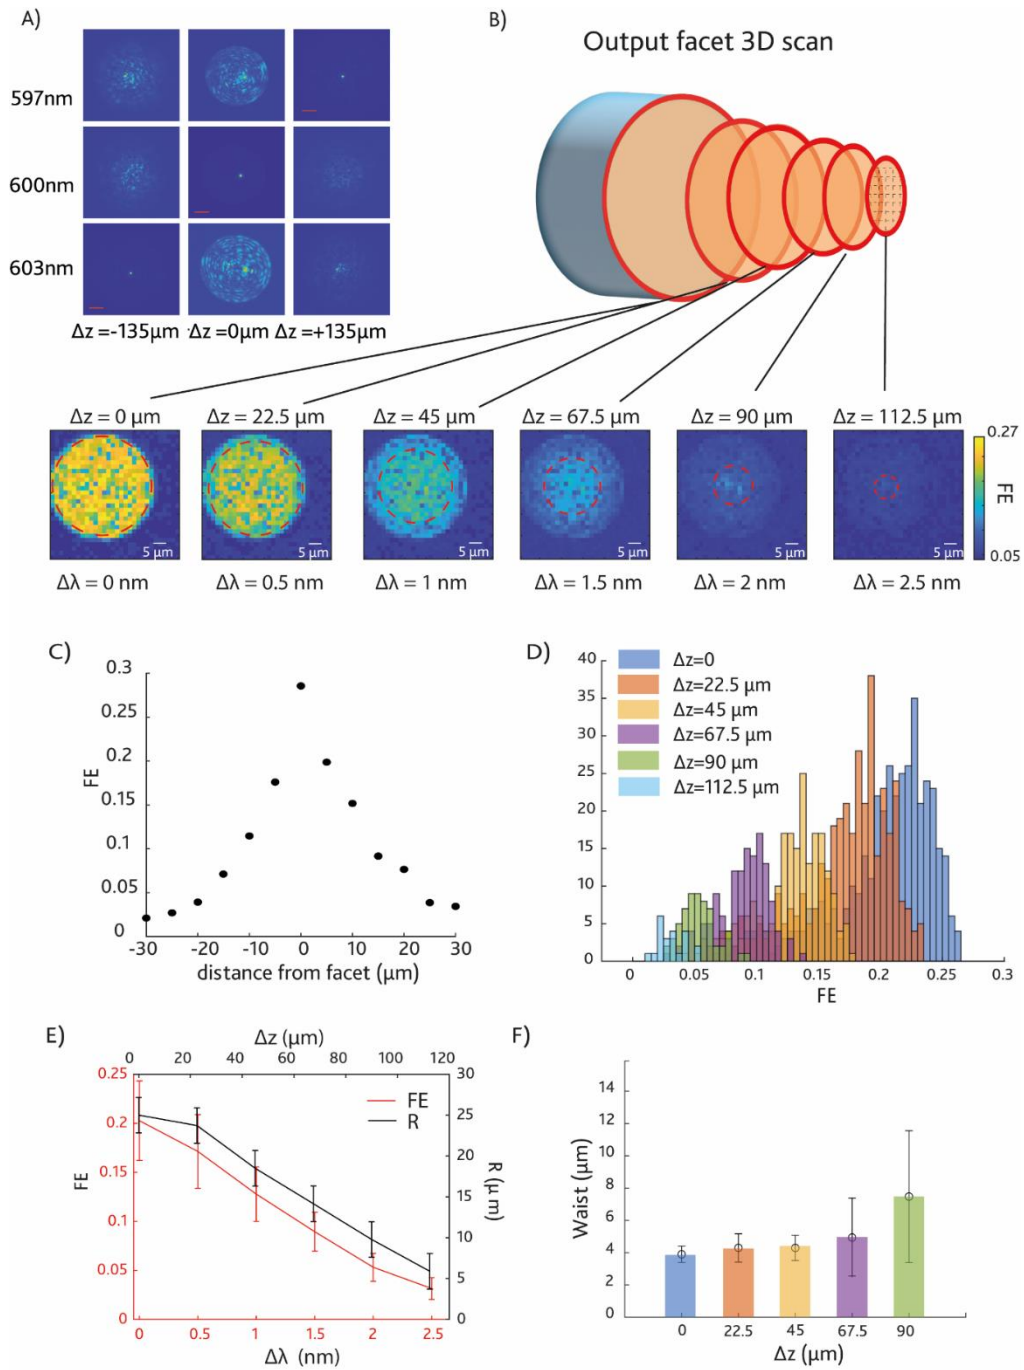 A)
597nm
600nm
603nm
Δz =-135µm Δz =0µm Δz =+135µm
B)
Output facet 3D scan
Δz = 0 µm Δz = 22.5 µm Δz = 45 µm Δz = 67.5 µm Δz = 90 µm Δz = 112.5 µm
5 µm 5 µm 5 µm 5 µm 5 µm 5 µm
0.27
FE
0.05
Δλ = 0 nm Δλ = 0.5 nm Δλ = 1 nm Δλ = 1.5 nm Δλ = 2 nm Δλ = 2.5 nm
C)
FE
0.3
0.25
0.2
0.15
0.1
0.05
0
-30 -20 -10 0 10 20 30
distance from facet (µm)
D)
Δz=0
Δz=22.5 µm
Δz=45 µm
Δz=67.5 µm
Δz=90 µm
Δz=112.5 µm
40
35
30
25
20
15
10
5
0
0 0.05 0.1 0.15 0.2 0.25 0.3
FE
E)
Δz (µm)
0 20 40 60 80 100 120
FE
0.25
0.2
0.15
0.1
0.05
0
FE
R
30
25
20
15
10
5
0
R(µ m)
0 0.5 1 1.5 2 2.5
Δλ (nm)
F)
Waist (µm)
14
12
10
8
6
4
2
0
0 22.5 45 67.5 90
Δz (µm)